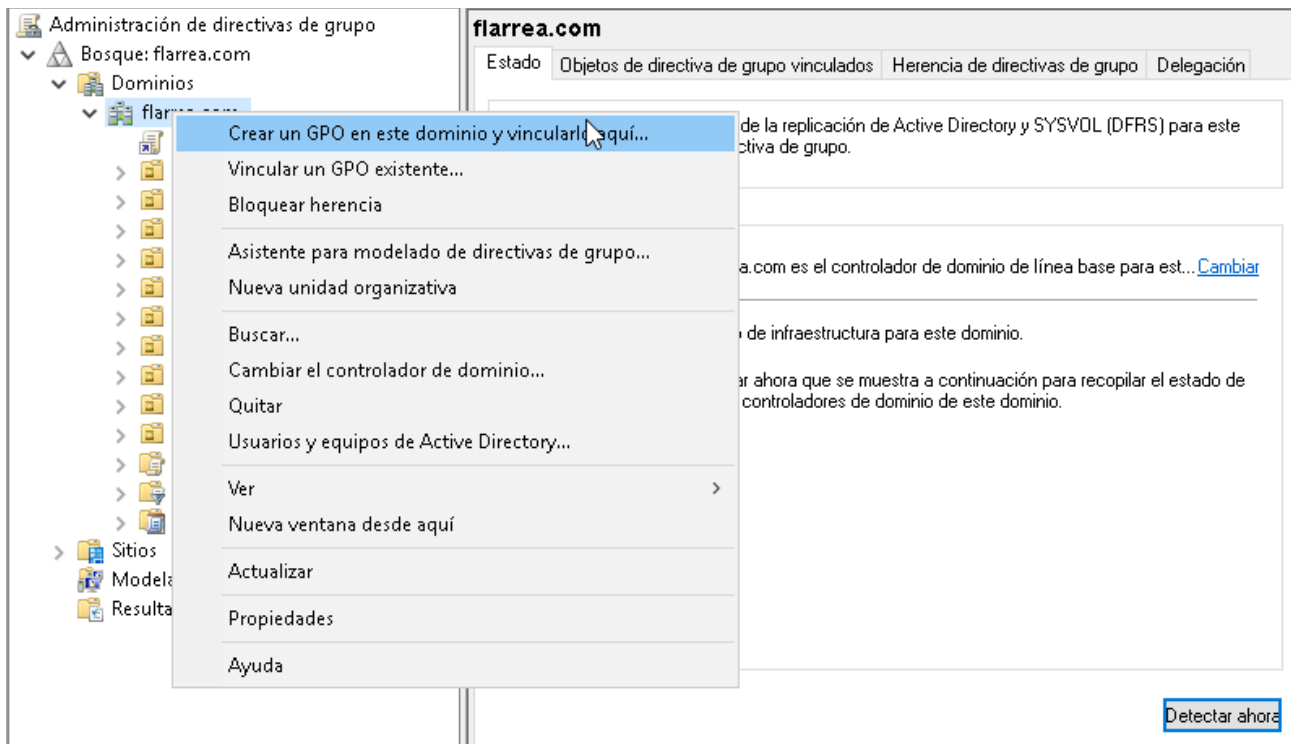 Administración de directivas de grupo
Bosque: flarrea.com
Dominios
Sitios
flarrea.com
Estado Objetos de directiva de grupo vinculados Herencia de directivas de grupo Delegación
Crear un GPO en este dominio y vincularlo aquí...
Vincular un GPO existente...
Bloquear herencia
Asistente para modelado de directivas de grupo...
Nueva unidad organizativa
Buscar...
Cambiar el controlador de dominio...
Quitar
Usuarios y equipos de Active Directory...
Ver
Nueva ventana desde aquí
Actualizar
Propiedades
Ayuda
de la replicación de Active Directory y SYSVOL (DFRS) para este
ctiva de grupo.
a.com es el controlador de dominio de línea base para est... Cambiar
de infraestructura para este dominio.
ar ahora que se muestra a continuación para recopilar el estado de
controladores de dominio de este dominio.
Detectar ahora